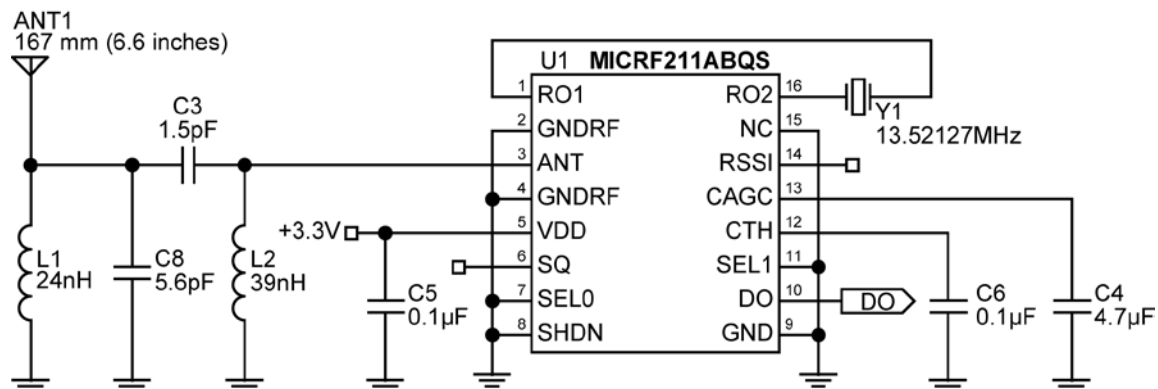 ANT1
167 mm (6.6 inches)
U1 MICRF211ABQS
1 RO1 RO2 16
Y1
13.52127MHz
C3
1.5pF
2 GNDRF NC 15
3 ANT RSSI 14
4 GNDRF CAGC 13
+3.3V 5 VDD CTH 12
L1
24nH
C8
5.6pF
L2
39nH
6 SQ SEL1 11
C5
0.1µF
7 SEL0 DO 10 DO
C6
0.1µF
C4
4.7µF
8 SHDN GND 9